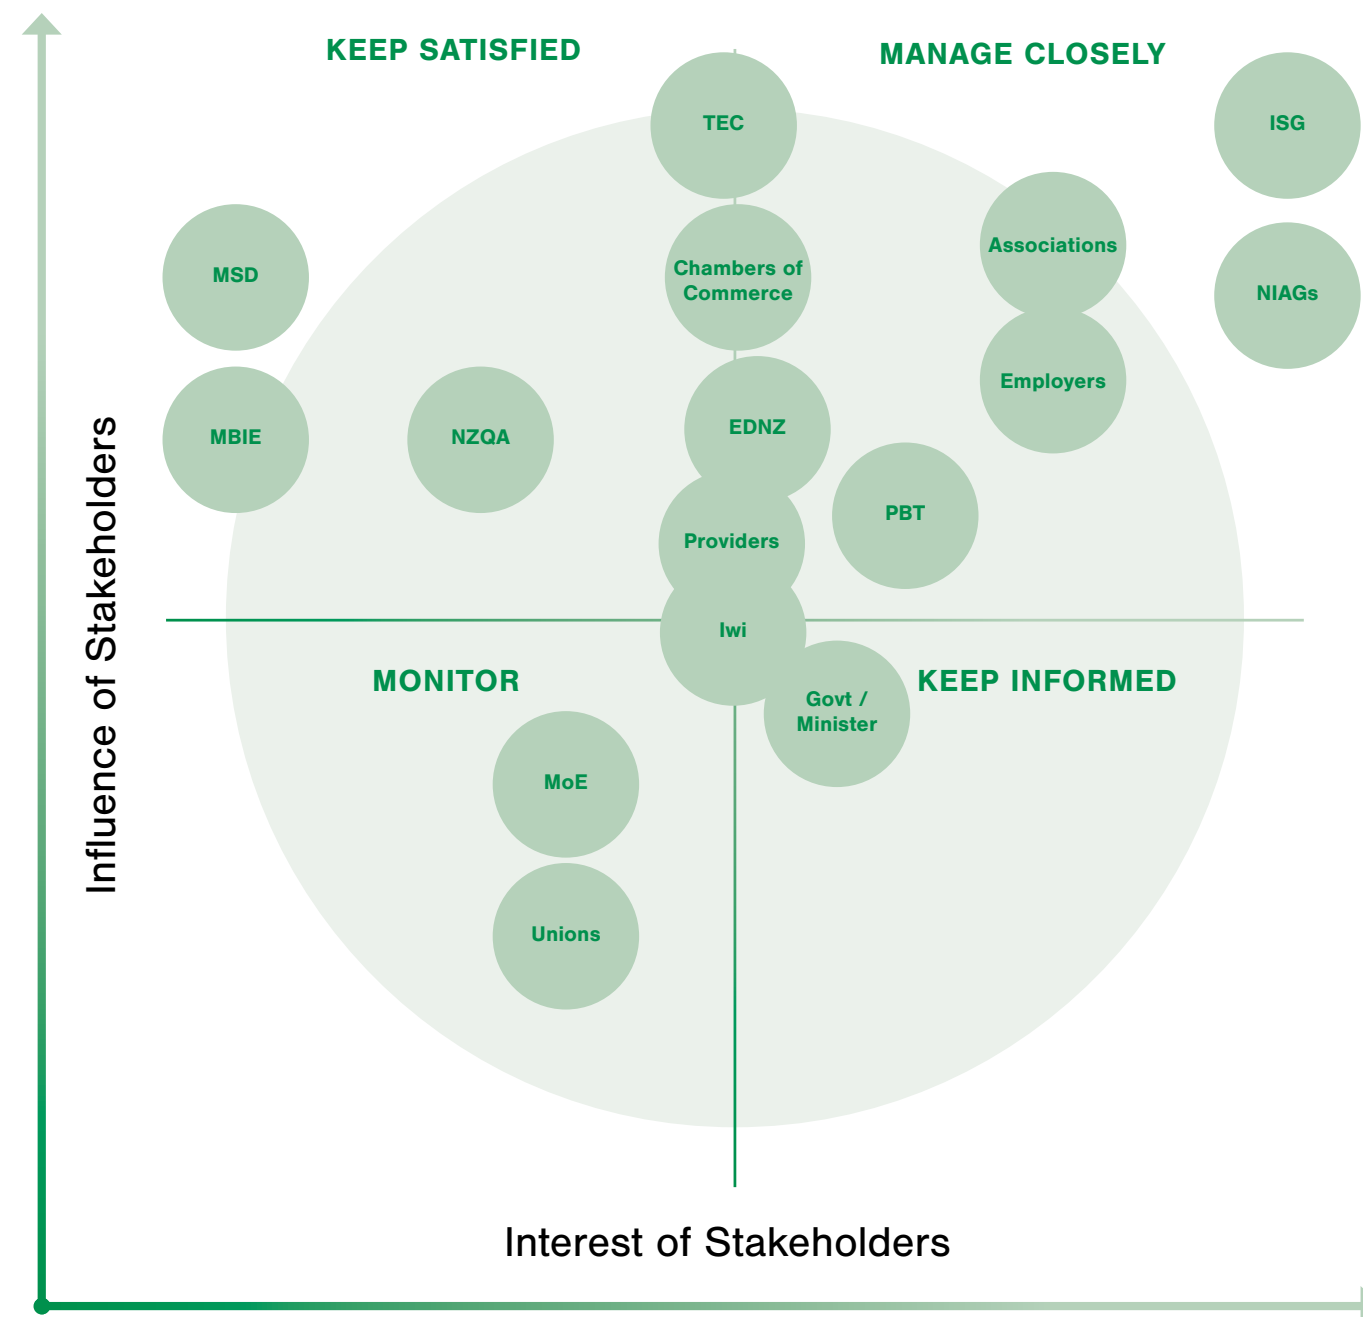 KEEP SATISFIED
MANAGE CLOSELY
TEC
ISG
Associations
MSD
Chambers of
Commerce
NIAGs
Employers
MBIE
NZQA
EDNZ
PBT
Providers
Iwi
Influence of Stakeholders
MONITOR
KEEP INFORMED
Govt /
Minister
MoE
Unions
Interest of Stakeholders